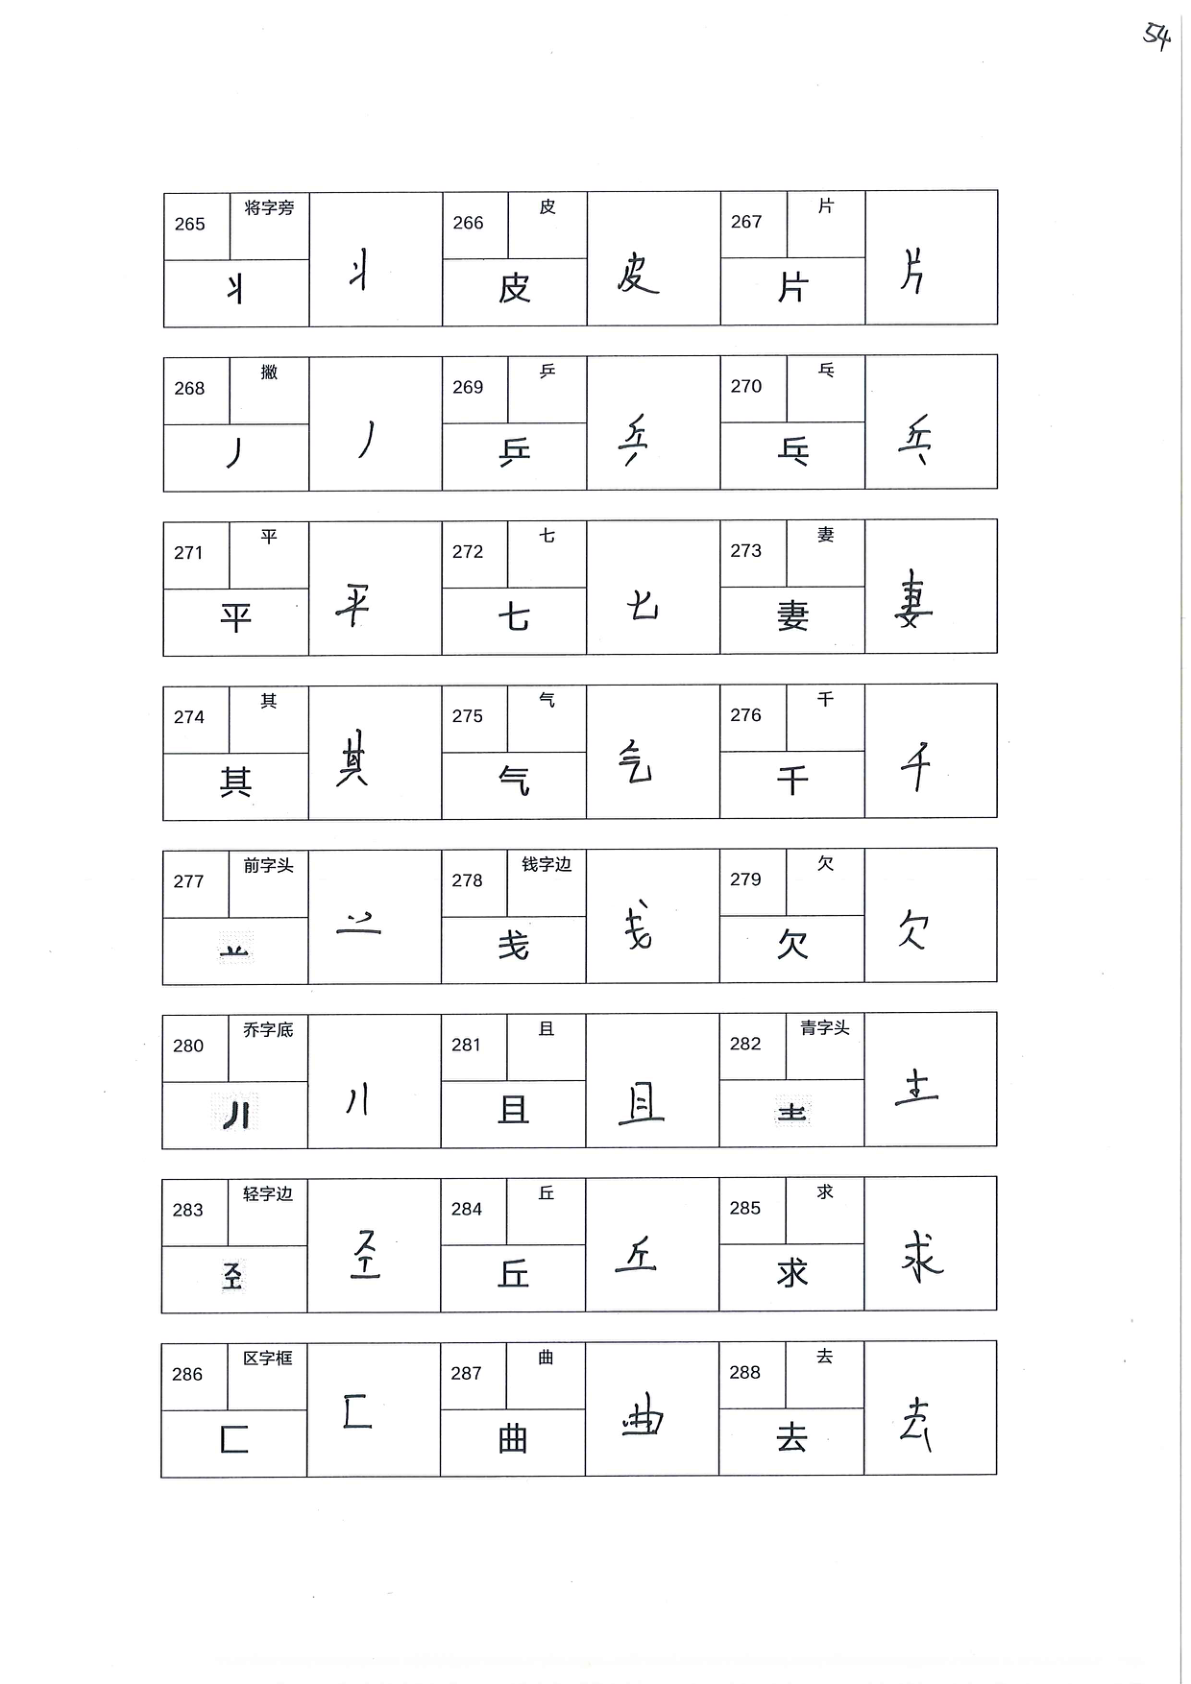 54
265 将字旁 丬 丬 266 皮 皮 皮 267 片 片 片
268 撇 丿 丿 269 乒 乒 乒 270 乓 乓 乓
271 平 平 平 272 七 七 七 273 妻 妻 妻
274 其 其 其 275 气 气 气 276 千 千 千
277 前字头 䒑 䒑 278 钱字边 戋 戋 279 欠 欠 欠
280 乔字底 〢 〢 281 且 且 且 282 青字头 龶 龶
283 轻字边 𢀖 𢀖 284 丘 丘 丘 285 求 求 求
286 区字框 匚 匚 287 曲 曲 曲 288 去 去 去